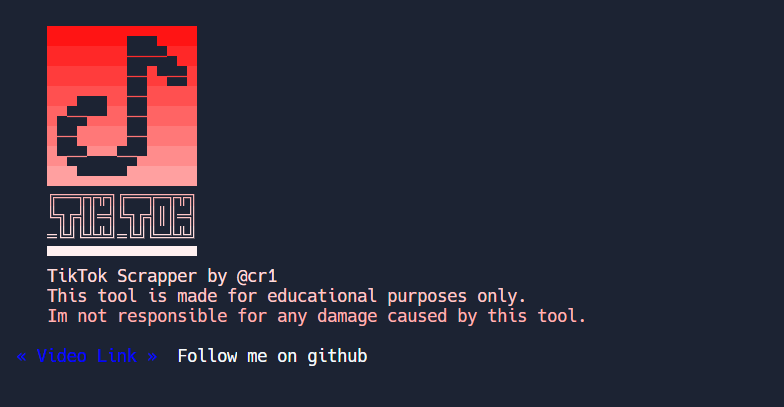 TIKTOK
TikTok Scrapper by @cr1
This tool is made for educational purposes only.
Im not responsible for any damage caused by this tool.
« Video Link » Follow me on github